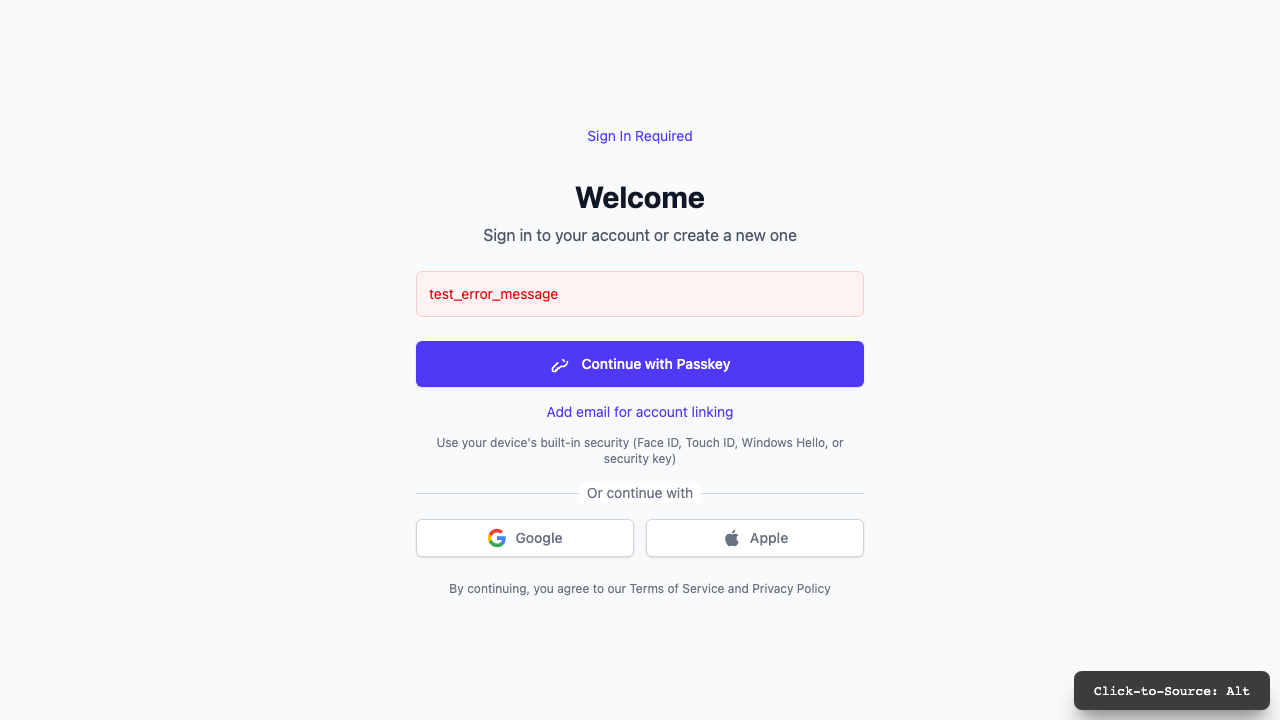 Sign In Required
Welcome
Sign in to your account or create a new one
test_error_message
Continue with Passkey
Add email for account linking
Use your device's built-in security (Face ID, Touch ID, Windows Hello, or
security key)
Or continue with
Google
Apple
By continuing, you agree to our Terms of Service and Privacy Policy
Click-to-Source: Alt